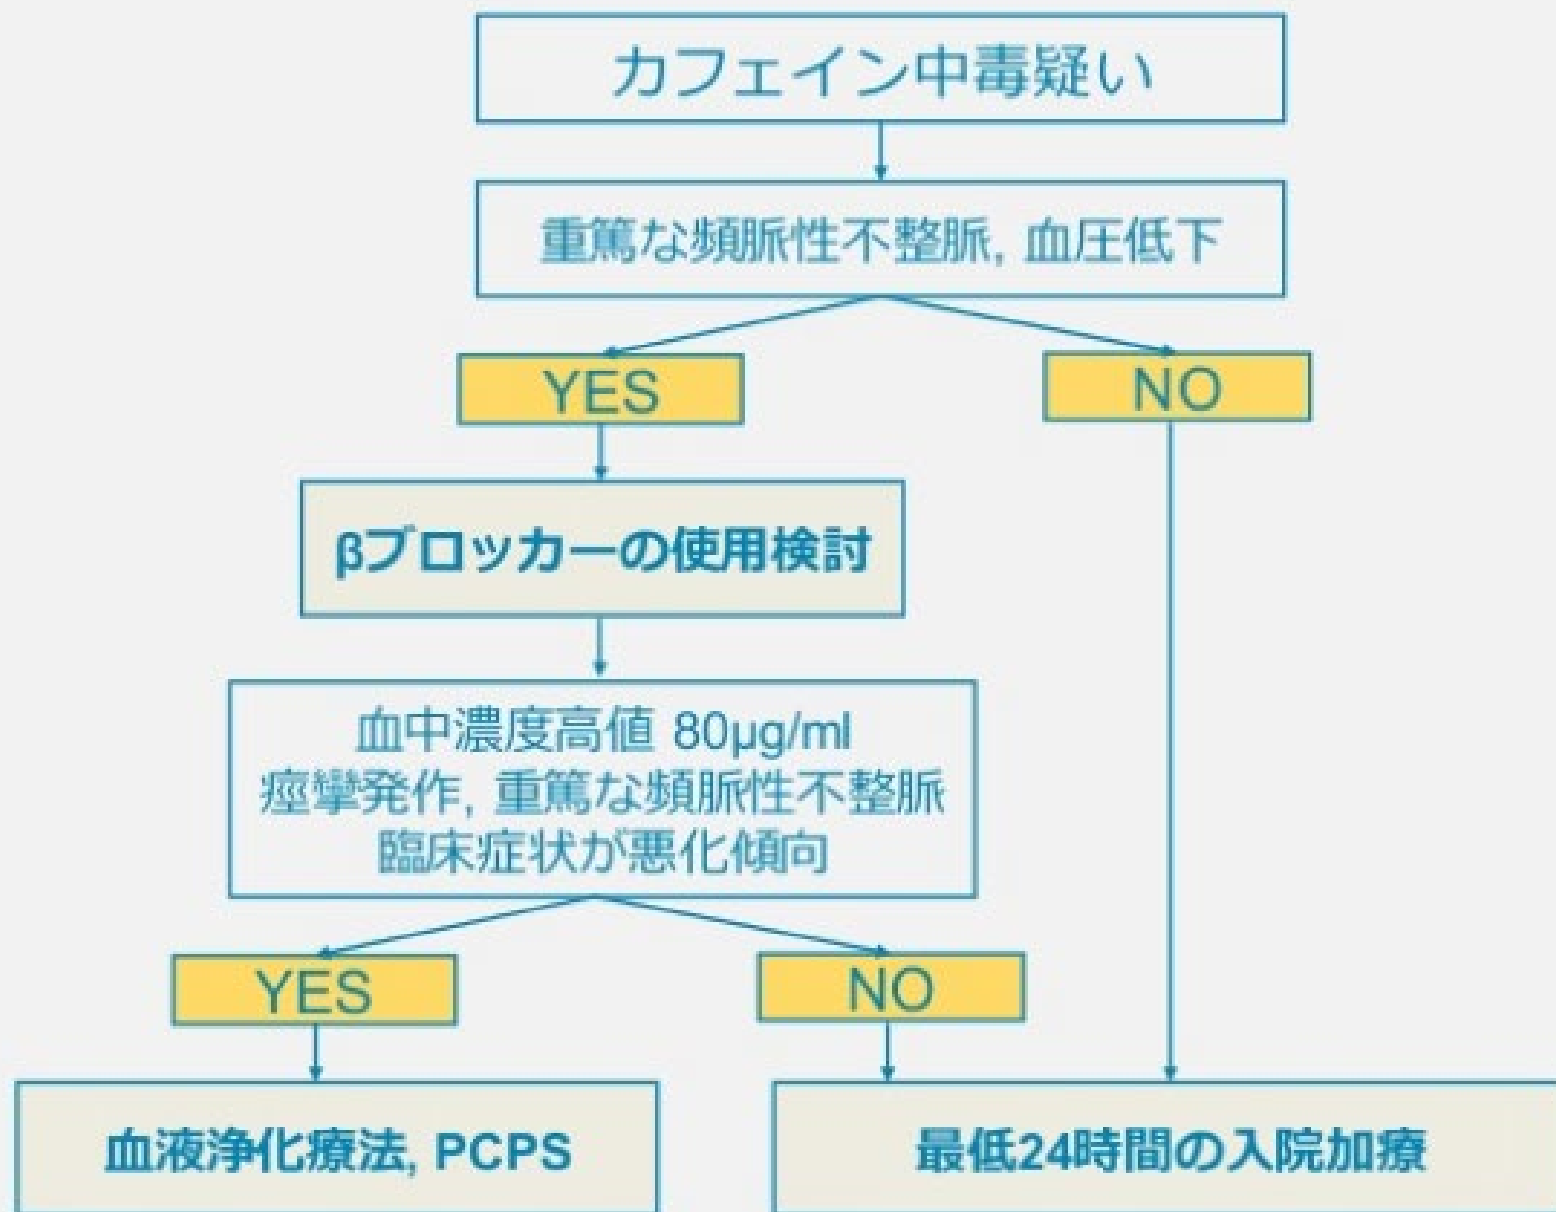 カフェイン中毒疑い
重篤な頻脈性不整脈, 血圧低下
YES
NO
βブロッカーの使用検討
血中濃度高値 80μg/ml
痙攣発作, 重篤な頻脈性不整脈
臨床症状が悪化傾向
YES
NO
血液浄化療法, PCPS
最低24時間の入院加療